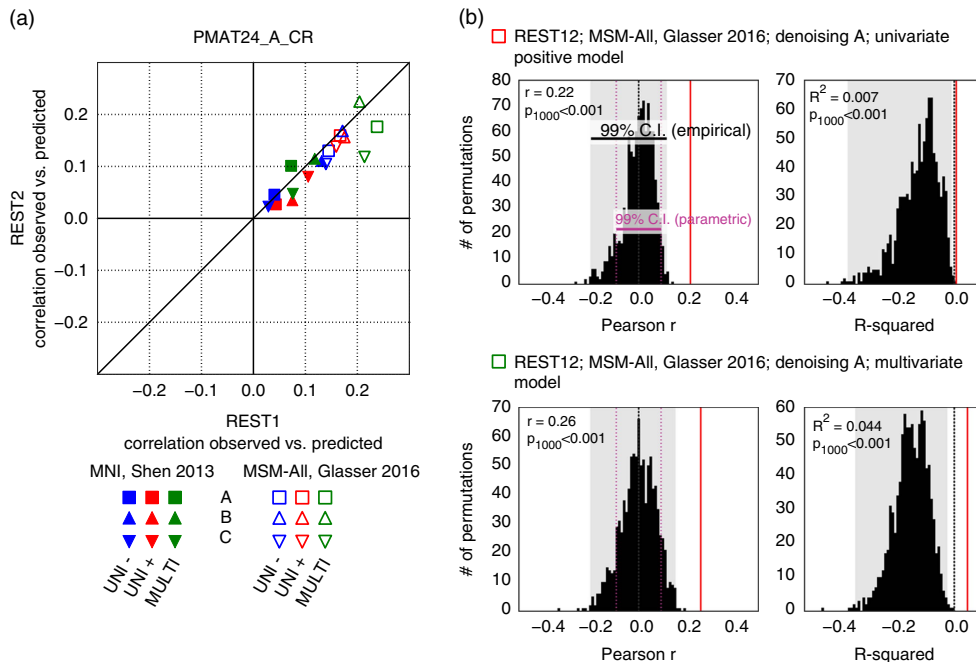 (a)
PMAT24_A_CR
REST2
correlation observed vs. predicted
0.2
0.1
0.0
−0.1
−0.2
−0.2
−0.1
0.0
0.1
0.2
REST1
correlation observed vs. predicted
MNI, Shen 2013
MSM-All, Glasser 2016
A
B
C
UNI -
UNI +
MULTI
UNI -
UNI +
MULTI
(b)
REST12; MSM-All, Glasser 2016; denoising A; univariate
positive model
# of permutations
80
70
60
50
40
30
20
10
0
r = 0.22
p1000<0.001
99% C.I. (empirical)
99% C.I. (parametric)
−0.4
−0.2
0.0
0.2
0.4
Pearson r
70
60
50
40
30
20
10
0
R2 = 0.007
p1000<0.001
−0.4
−0.2
0.0
R-squared
REST12; MSM-All, Glasser 2016; denoising A; multivariate
model
# of permutations
70
60
50
40
30
20
10
0
r = 0.26
p1000<0.001
−0.4
−0.2
0.0
0.2
0.4
Pearson r
60
50
40
30
20
10
0
R2 = 0.044
p1000<0.001
−0.4
−0.2
0.0
R-squared